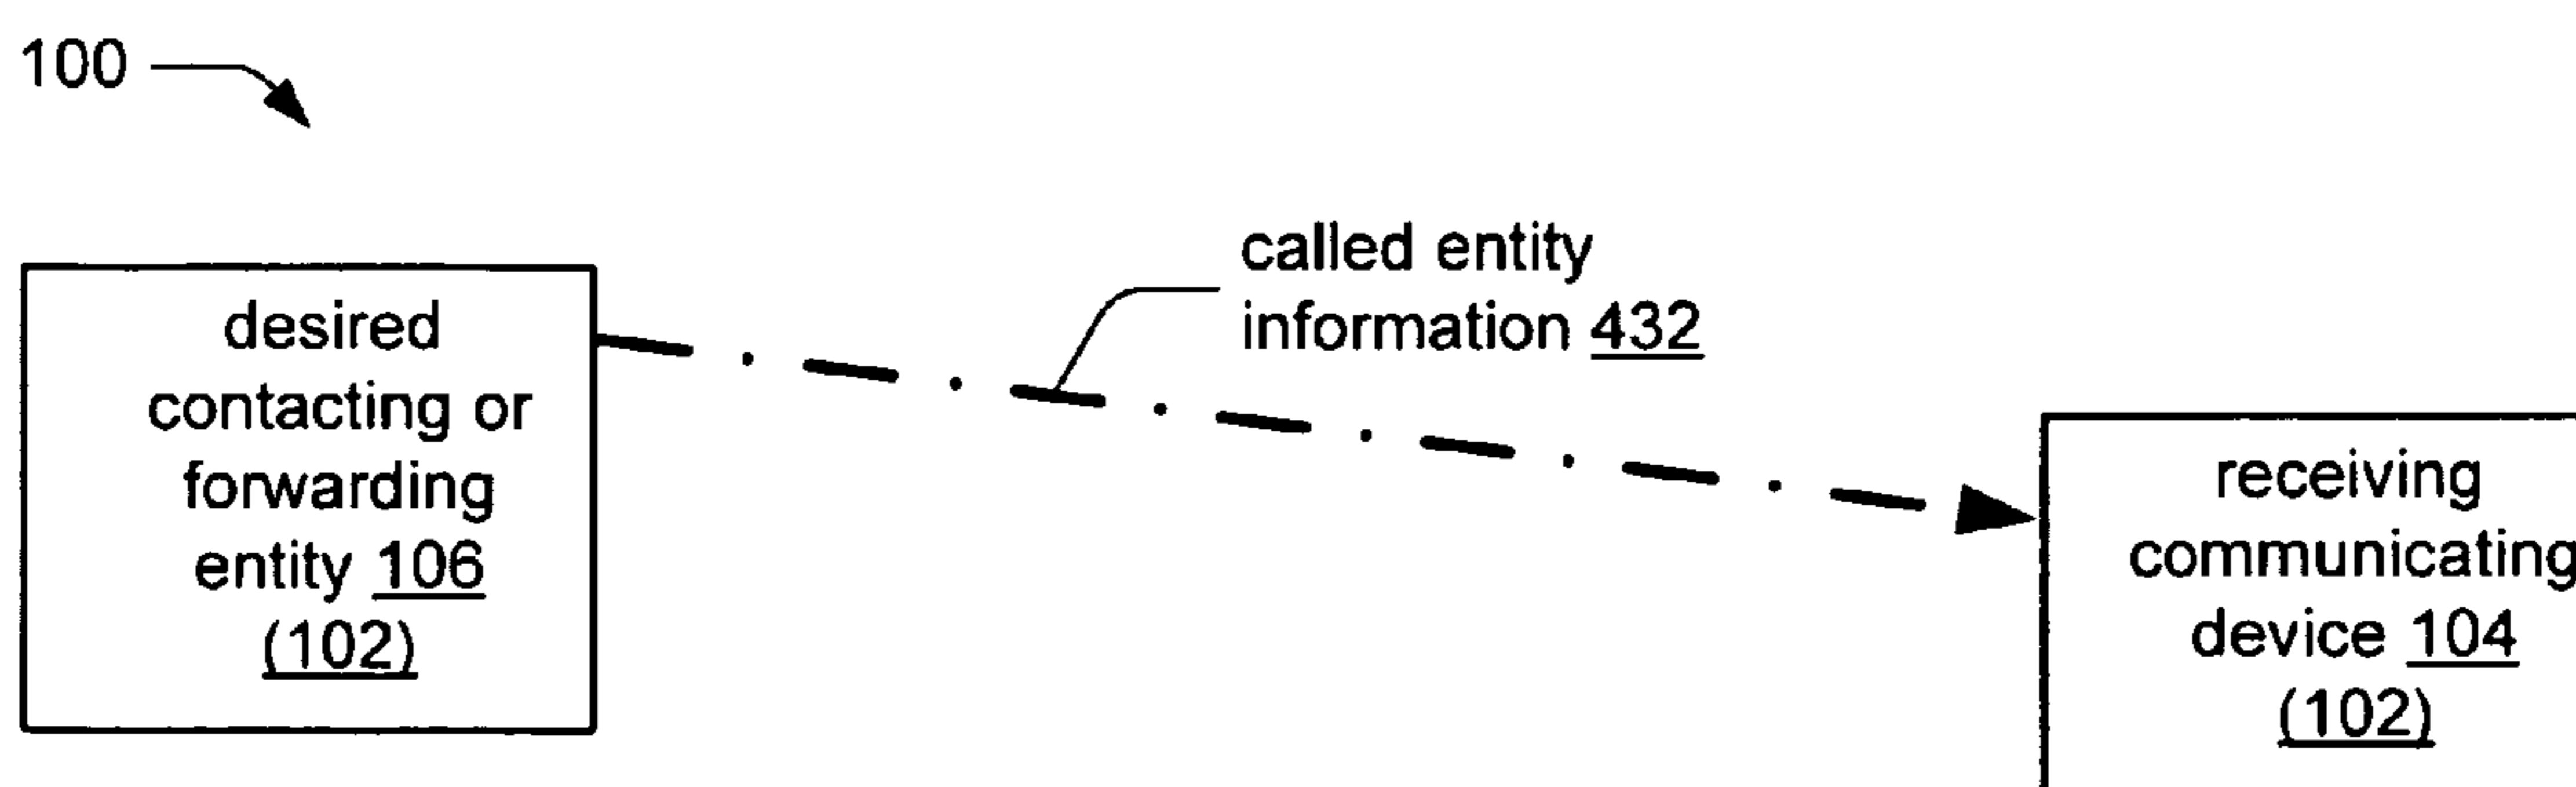 100
called entity
information 432
desired
contacting or
forwarding
entity 106
(102)
receiving
communicating
device 104
(102)